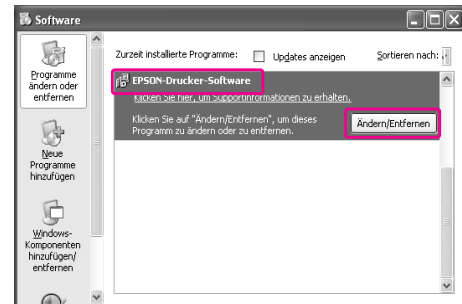 Software
Programme
ändern oder
entfernen
Neue
Programme
hinzufügen
Windows-
Komponenten
hinzufügen/
entfernen
Zurzeit installierte Programme:
Updates anzeigen
Sortieren nach:
EPSON-Drucker-Software
Klicken Sie hier, um Supportinformationen zu erhalten.
Klicken Sie auf "Ändern/Entfernen", um dieses
Programm zu ändern oder zu entfernen.
Ändern/Entfernen